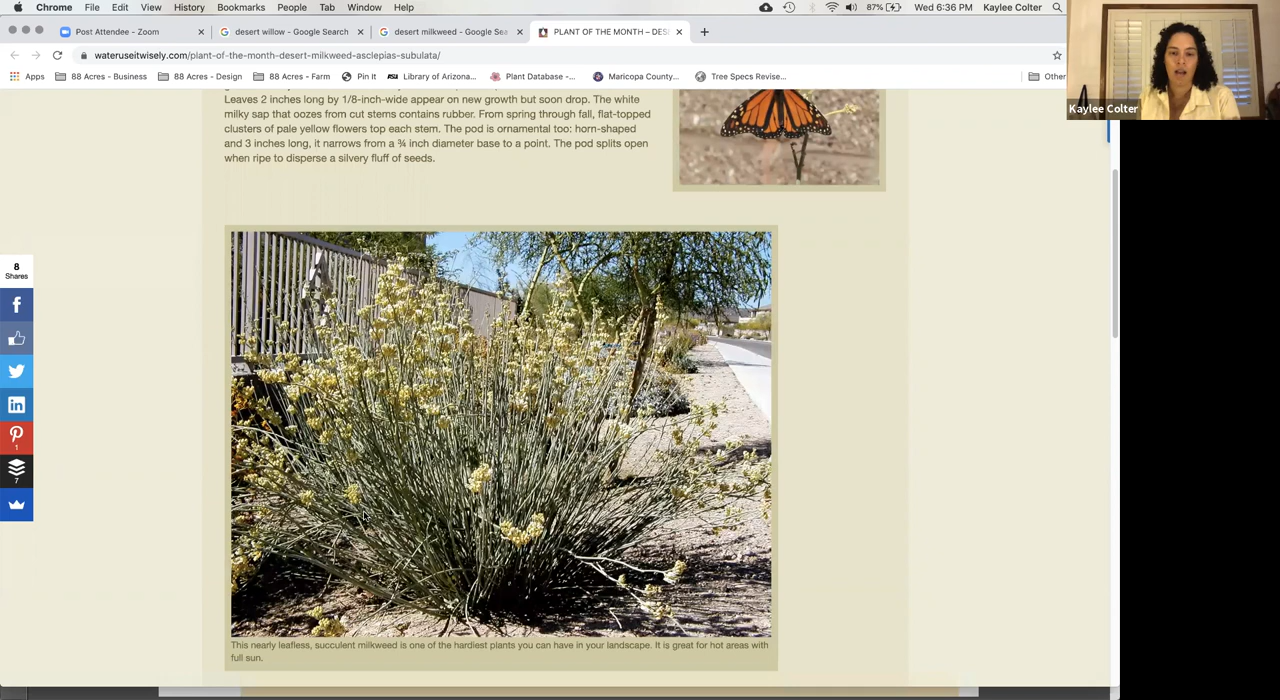 Chrome File Edit View History Bookmarks People Tab Window Help 87% Wed 6:36 PM Kaylee Colter
Post Attendee - Zoom desert willow - Google Search desert milkweed - Google Sea PLANT OF THE MONTH – DES
wateruseitwisely.com/plant-of-the-month-desert-milkweed-asclepias-subulata/
Apps 88 Acres - Business 88 Acres - Design 88 Acres - Farm Pin It ASU Library of Arizona... Plant Database -... Maricopa County... Tree Specs Revise... Other
Kaylee Colter
Leaves 2 inches long by 1/8-inch-wide appear on new growth but soon drop. The white
milky sap that oozes from cut stems contains rubber. From spring through fall, flat-topped
clusters of pale yellow flowers top each stem. The pod is ornamental too: horn-shaped
and 3 inches long, it narrows from a ¾ inch diameter base to a point. The pod splits open
when ripe to disperse a silvery fluff of seeds.
8
Shares
1
7
This nearly leafless, succulent milkweed is one of the hardiest plants you can have in your landscape. It is great for hot areas with
full sun.